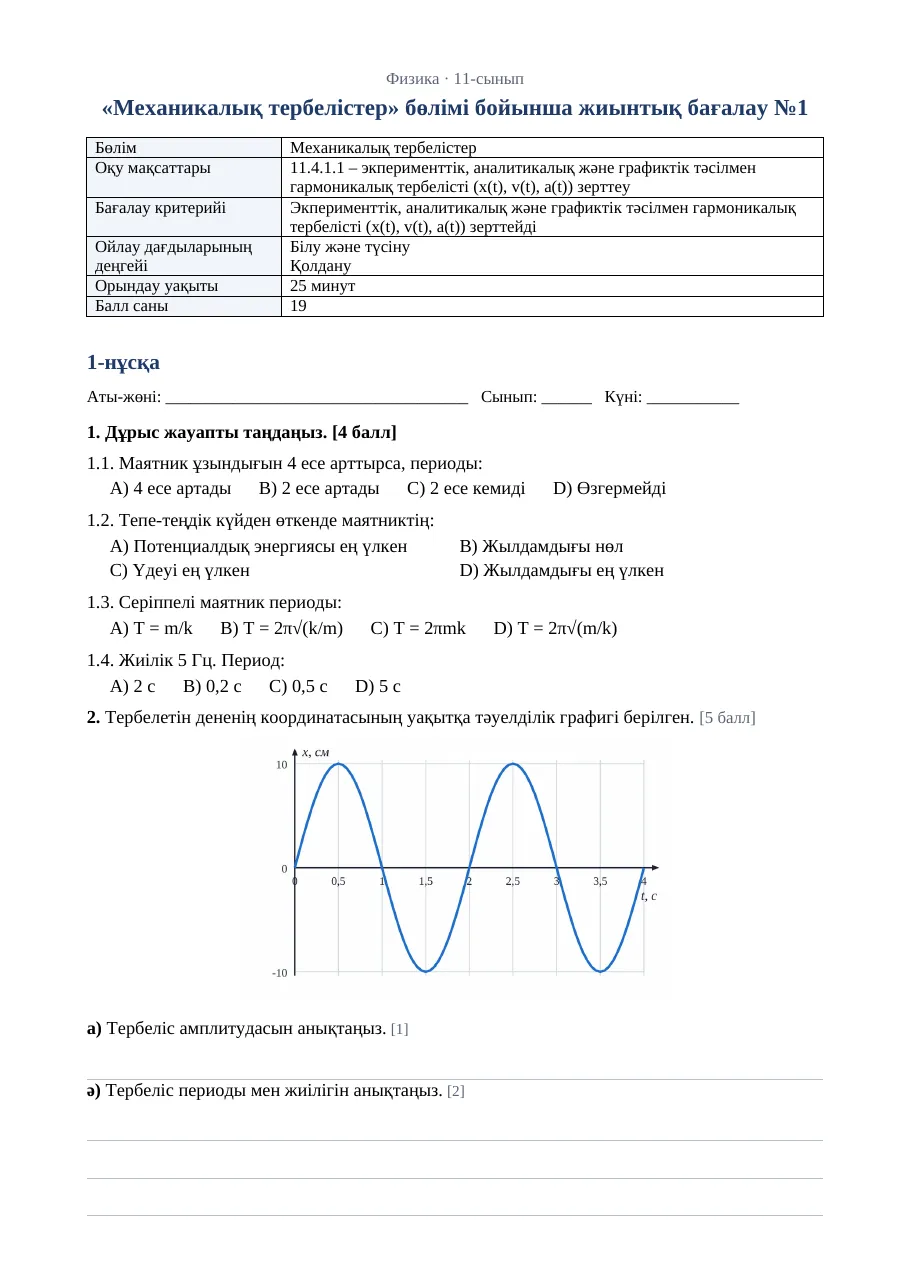 Физика · 11-сынып
«Механикалық тербелістер» бөлімі бойынша жиынтық бағалау №1
Бөлім Механикалық тербелістер
Оқу мақсаттары 11.4.1.1 – экперименттік, аналитикалық және графиктік тәсілмен
гармоникалық тербелісті (x(t), v(t), a(t)) зерттеу
Бағалау критерийі Экперименттік, аналитикалық және графиктік тәсілмен гармоникалық
тербелісті (x(t), v(t), a(t)) зерттейді
Ойлау дағдыларының Білу және түсіну
деңгейі Қолдану
Орындау уақыты 25 минут
Балл саны 19
1-нұсқа
Аты-жөні: ____________________________________ Сынып: ______ Күні: ___________
1. Дұрыс жауапты таңдаңыз. [4 балл]
1.1. Маятник ұзындығын 4 есе арттырса, периоды:
A) 4 есе артады B) 2 есе артады C) 2 есе кемиді D) Өзгермейді
1.2. Тепе-теңдік күйден өткенде маятниктің:
A) Потенциалдық энергиясы ең үлкен B) Жылдамдығы нөл
C) Үдеуі ең үлкен D) Жылдамдығы ең үлкен
1.3. Серіппелі маятник периоды:
A) T = m/k B) T = 2π√(k/m) C) T = 2πmk D) T = 2π√(m/k)
1.4. Жиілік 5 Гц. Период:
A) 2 с B) 0,2 с C) 0,5 с D) 5 с
2. Тербелетін дененің координатасының уақытқа тәуелділік графигі берілген. [5 балл]
x, см
10
0
0 0,5 1 1,5 2 2,5 3 3,5 4
t, с
-10
а) Тербеліс амплитудасын анықтаңыз. [1]
ә) Тербеліс периоды мен жиілігін анықтаңыз. [2]